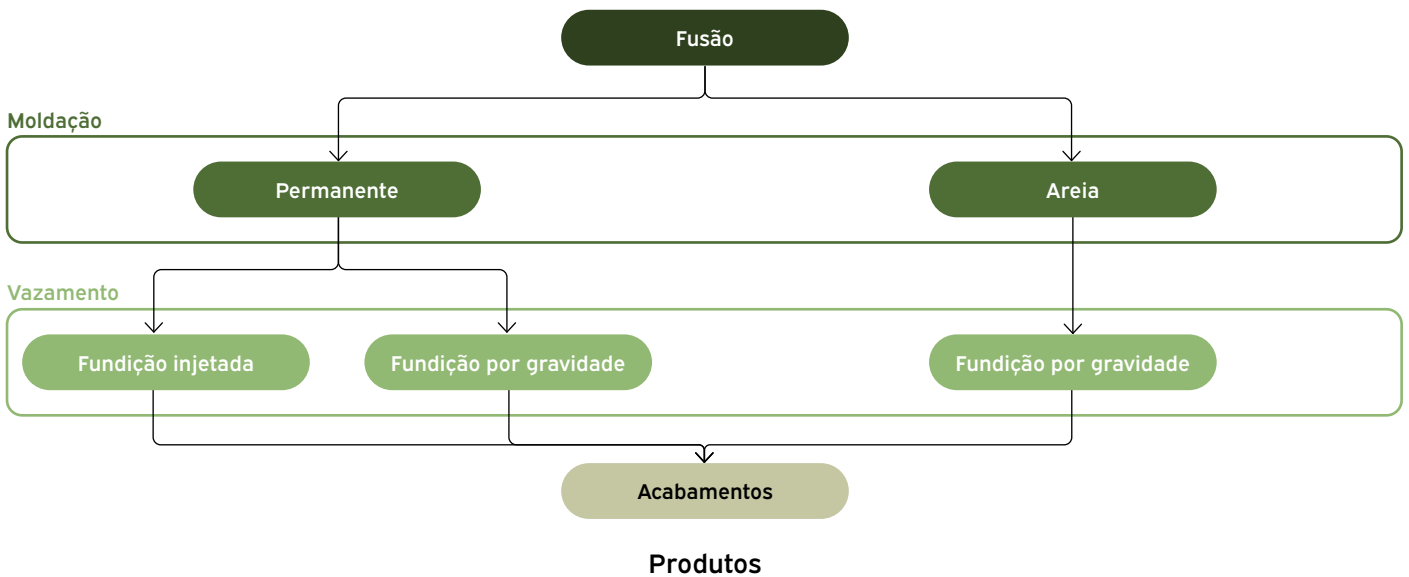 Fusão
Moldação
Permanente
Areia
Vazamento
Fundição injetada
Fundição por gravidade
Fundição por gravidade
Acabamentos
Produtos